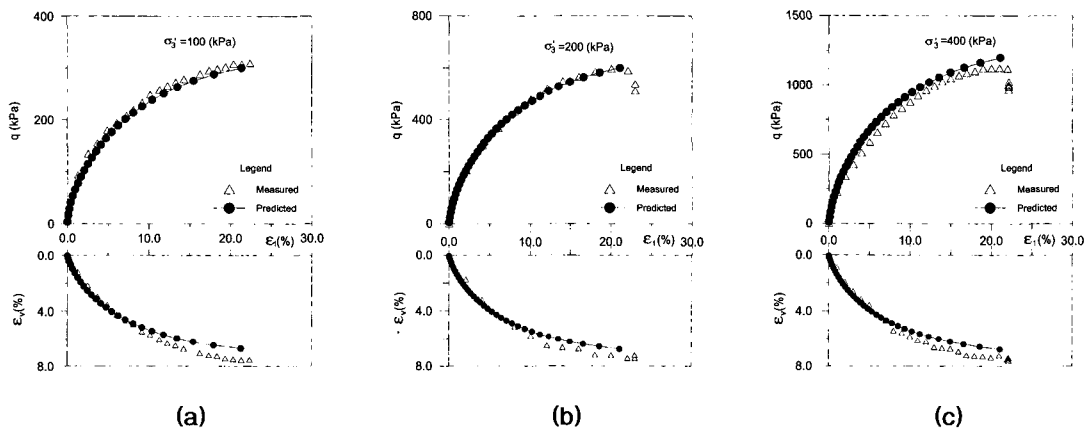 400
300
200
100
0
q (kPa)
σ₃' =100 (kPa)
Legend
Measured
Predicted
0.0 10.0 20.0 30.0
ε₁(%)
0.0
4.0
8.0
εᵥ(%)
(a)
800
600
400
200
0
q (kPa)
σ₃' =200 (kPa)
Legend
Measured
Predicted
0.0 10.0 20.0 30.0
ε₁(%)
0.0
4.0
8.0
εᵥ(%)
(b)
1500
1000
500
0
q (kPa)
σ₃' =400 (kPa)
Legend
Measured
Predicted
0.0 10.0 20.0 30.0
ε₁(%)
0.0
4.0
8.0
εᵥ(%)
(c)